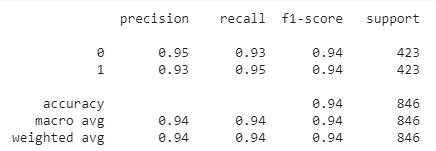 precision recall f1-score support
0 0.95 0.93 0.94 423
1 0.93 0.95 0.94 423
accuracy 0.94 846
macro avg 0.94 0.94 0.94 846
weighted avg 0.94 0.94 0.94 846